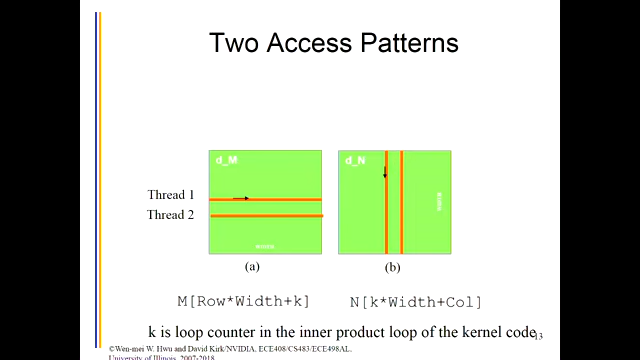 Two Access Patterns
d_M
d_N
Thread 1
Thread 2
WIDTH
WIDTH
(a)
(b)
M[Row*Width+k]
N[k*Width+Col]
k is loop counter in the inner product loop of the kernel code
13
©Wen-mei W. Hwu and David Kirk/NVIDIA, ECE408/CS483/ECE498AL,
University of Illinois, 2007-2018